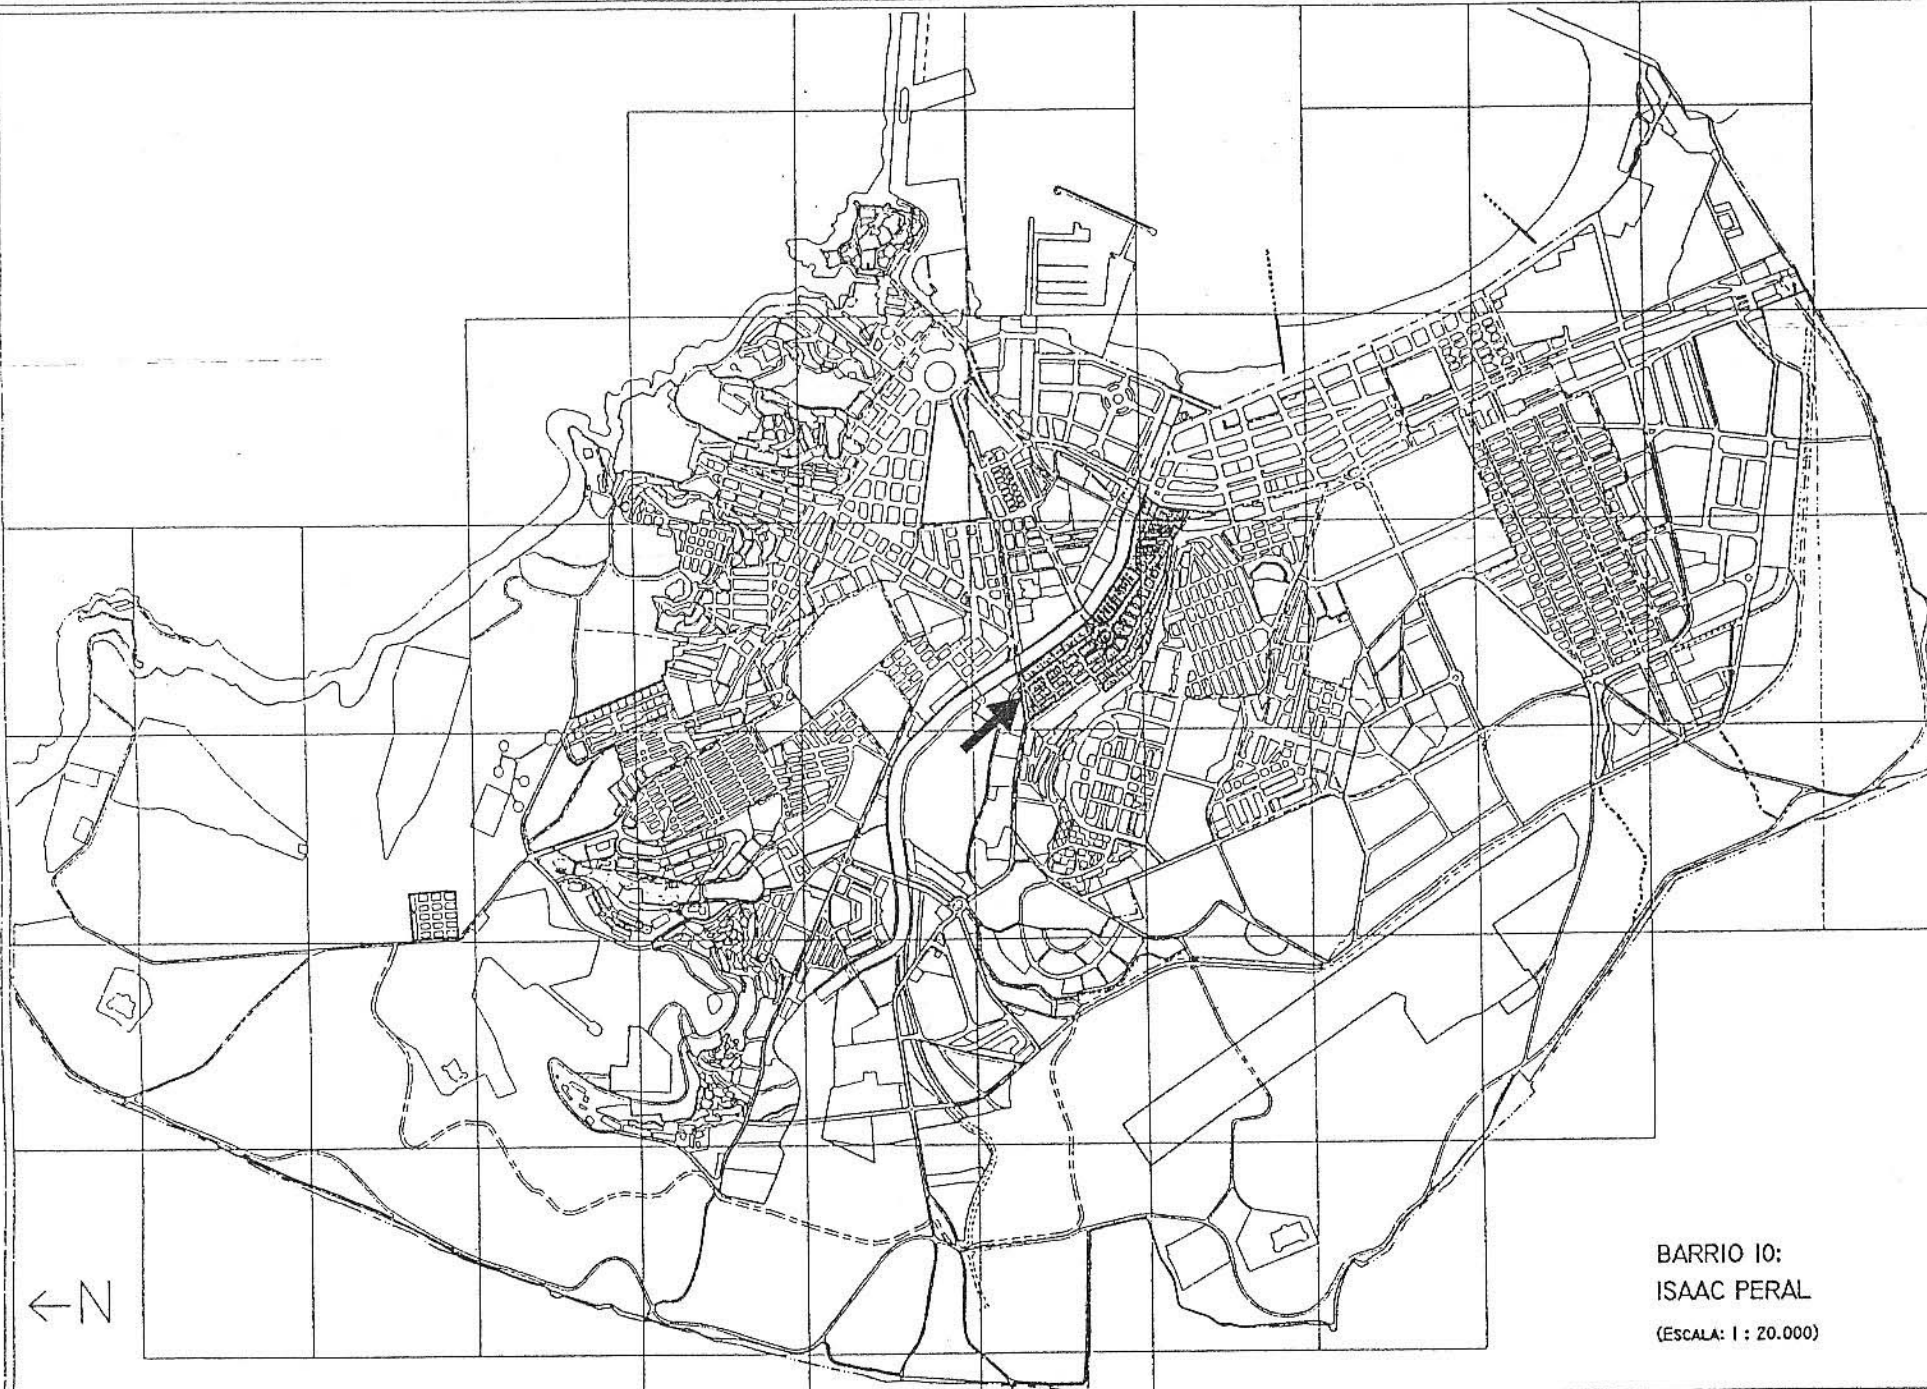 ←N
BARRIO 10:
ISAAC PERAL
(ESCALA: 1 : 20.000)